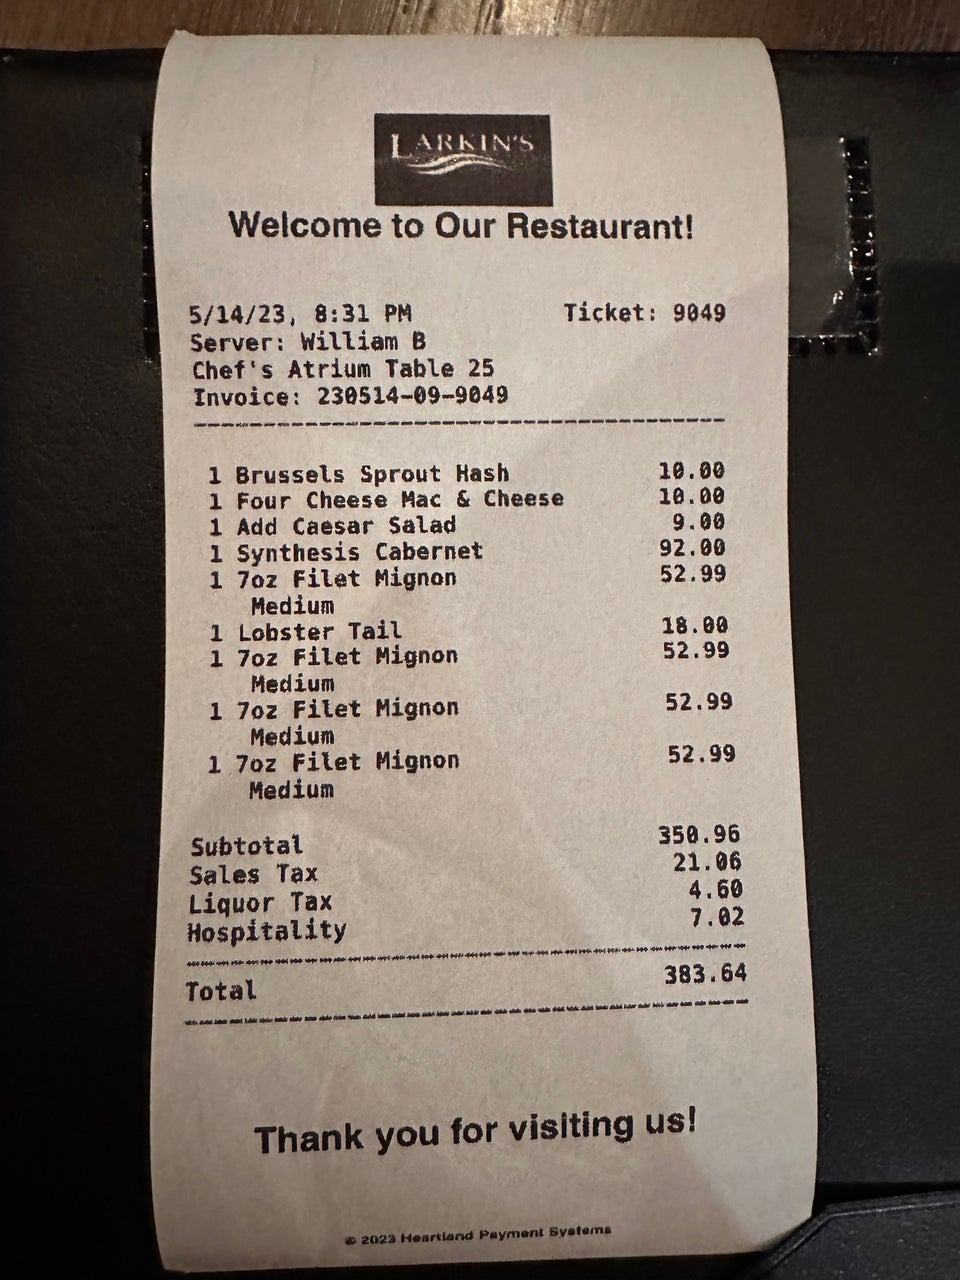 LARKIN'S
Welcome to Our Restaurant!
5/14/23, 8:31 PM Ticket: 9049
Server: William B
Chef's Atrium Table 25
Invoice: 230514-09-9049
1 Brussels Sprout Hash 10.00
1 Four Cheese Mac & Cheese 10.00
1 Add Caesar Salad 9.00
1 Synthesis Cabernet 92.00
1 7oz Filet Mignon 52.99
Medium
1 Lobster Tail 18.00
1 7oz Filet Mignon 52.99
Medium
1 7oz Filet Mignon 52.99
Medium
1 7oz Filet Mignon 52.99
Medium
Subtotal 350.96
Sales Tax 21.06
Liquor Tax 4.60
Hospitality 7.02
Total 383.64
Thank you for visiting us!
© 2023 Heartland Payment Systems